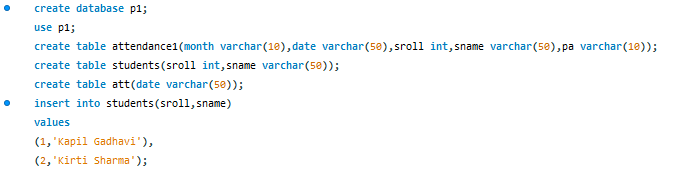 create database p1;
use p1;
create table attendance1(month varchar(10),date varchar(50),sroll int,sname varchar(50),pa varchar(10));
create table students(sroll int,sname varchar(50));
create table att(date varchar(50));
insert into students(sroll,sname)
values
(1,'Kapil Gadhavi'),
(2,'Kirti Sharma');